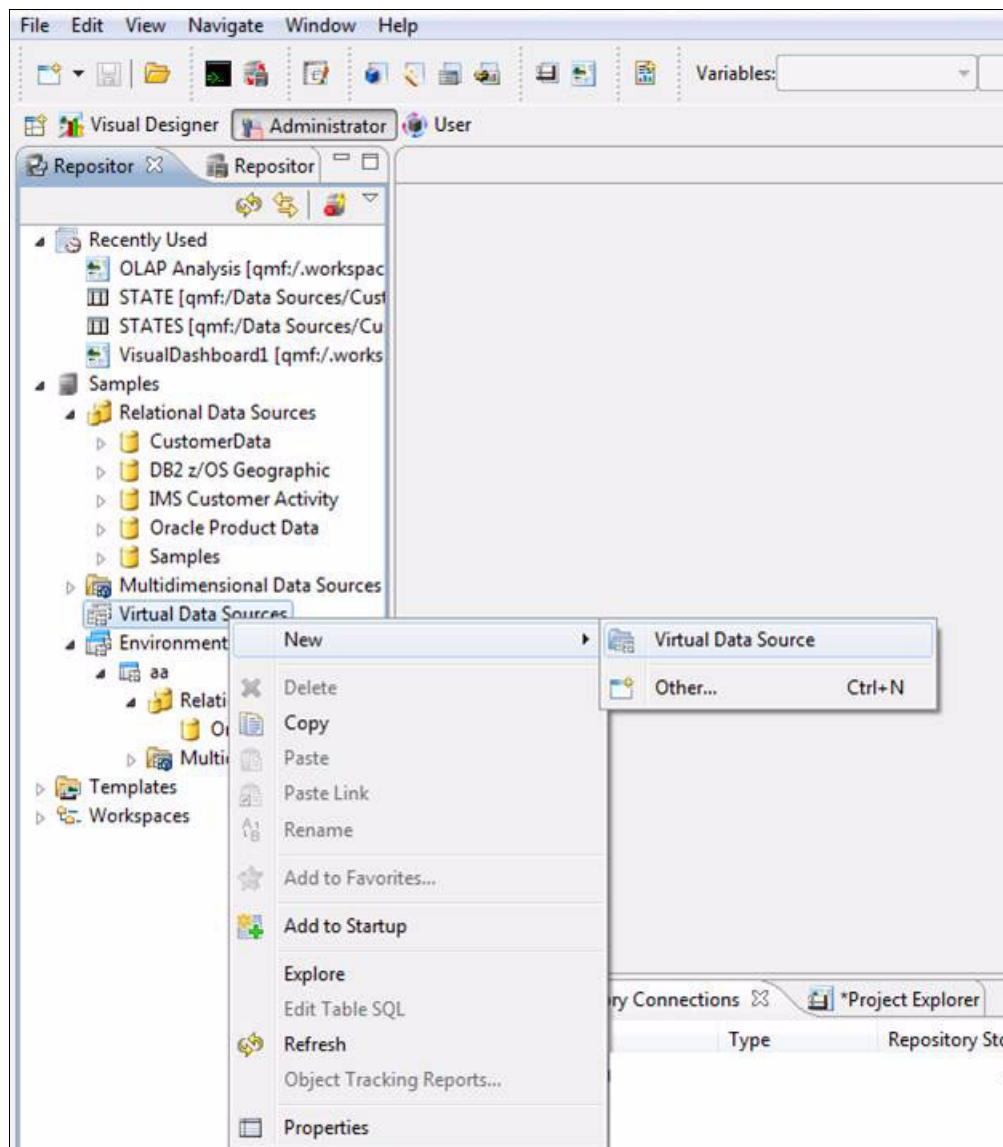 File Edit View Navigate Window Help
Variables:
Visual Designer Administrator User
Repositor Repositor
Recently Used
OLAP Analysis [qmf:/.workspac
STATE [qmf:/Data Sources/Cust
STATES [qmf:/Data Sources/Cu
VisualDashboard1 [qmf:/.works
Samples
Relational Data Sources
CustomerData
DB2 z/OS Geographic
IMS Customer Activity
Oracle Product Data
Samples
Multidimensional Data Sources
Virtual Data Sources
Environment
aa
Relati
Multi
Templates
Workspaces
New
Delete
Copy
Paste
Paste Link
Rename
Add to Favorites...
Add to Startup
Explore
Edit Table SQL
Refresh
Object Tracking Reports...
Properties
Virtual Data Source
Other... Ctrl+N
ry Connections *Project Explorer
Type Repository Sto